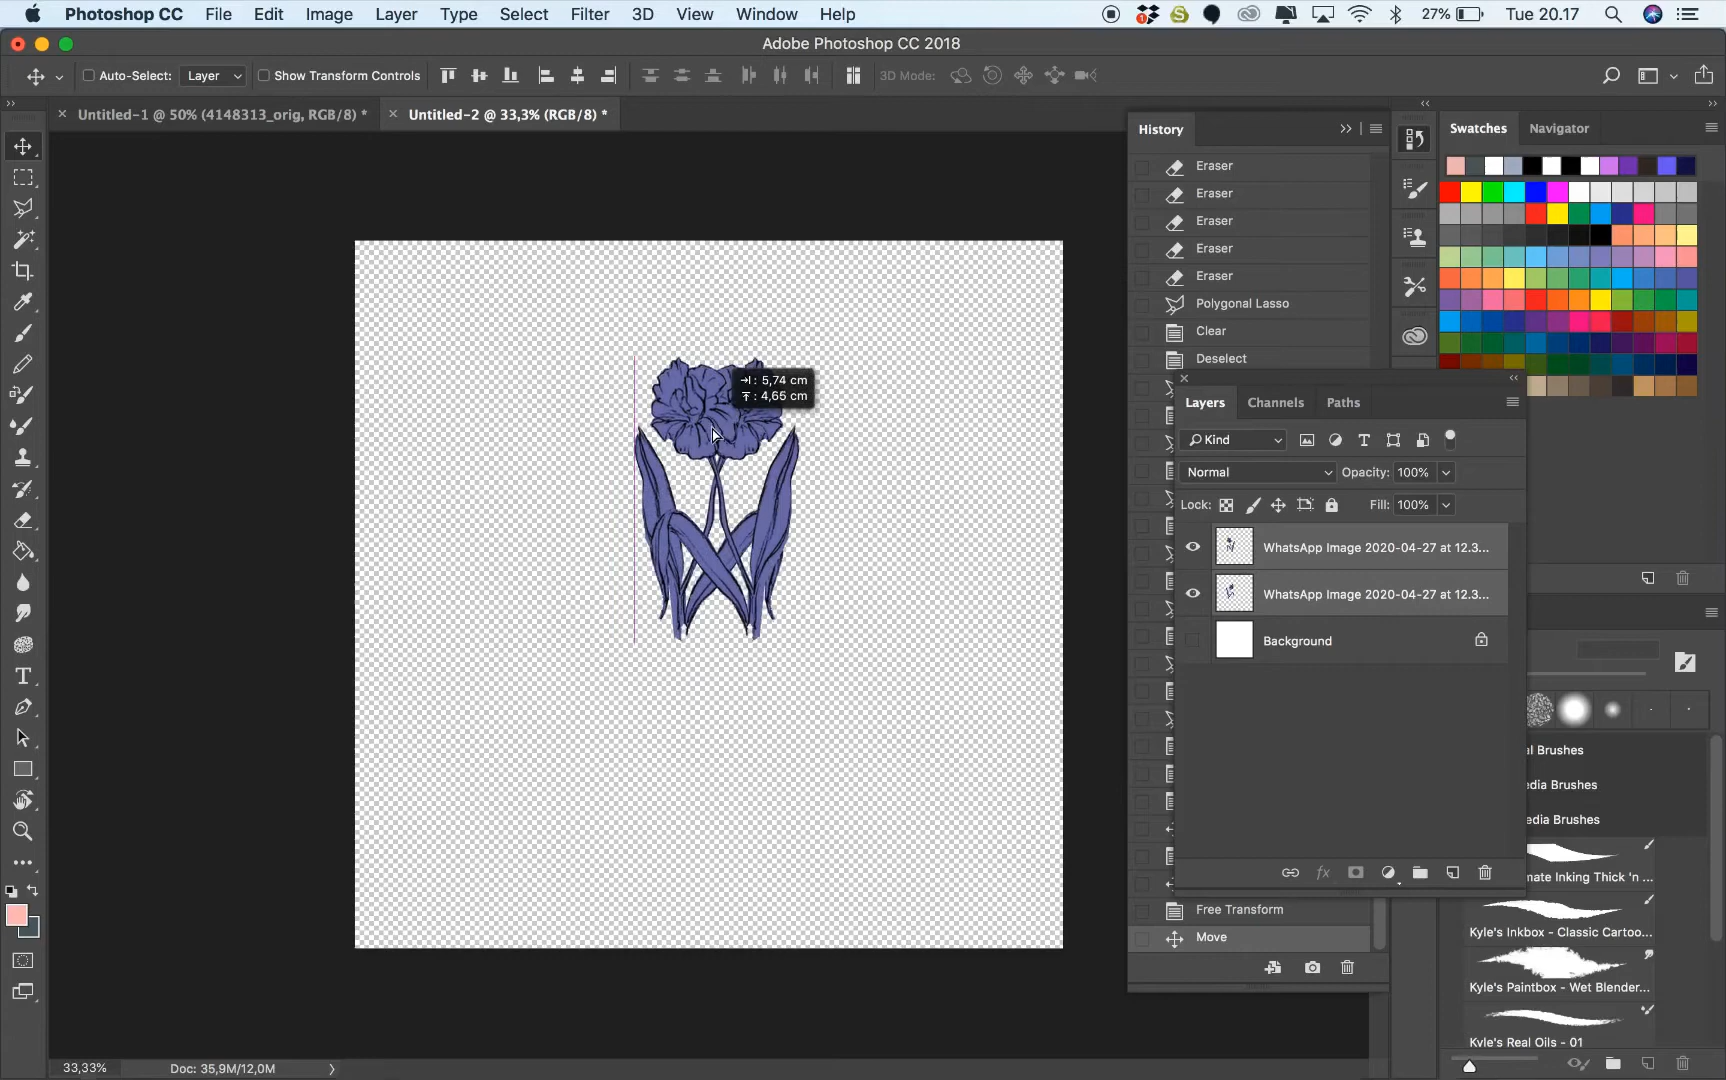 Photoshop CC File Edit Image Layer Type Select Filter 3D View Window Help 1 S 27% Tue 20.17
Adobe Photoshop CC 2018
Auto-Select: Layer Show Transform Controls 3D Mode:
Untitled-1 @ 50% (4148313_orig, RGB/8) * Untitled-2 @ 33,3% (RGB/8) *
History
Swatches Navigator
Eraser
Eraser
Eraser
Eraser
Eraser
Polygonal Lasso
Clear
Deselect
: 5,74 cm
: 4,65 cm
Layers Channels Paths
Kind
Normal Opacity: 100%
Lock: Fill: 100%
WhatsApp Image 2020-04-27 at 12.3...
WhatsApp Image 2020-04-27 at 12.3...
Background
al Brushes
edia Brushes
edia Brushes
mate Inking Thick 'n ...
Kyle's Inkbox - Classic Cartoo...
Kyle's Paintbox - Wet Blender...
Kyle's Real Oils - 01
Free Transform
Move
33,33% Doc: 35,9M/12,0M